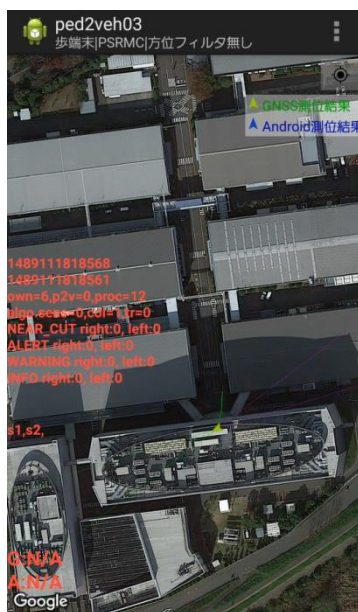 ped2veh03
歩端末|PSRMC|方位フィルタ無し
GNSS測位結果
Android測位結果
1489111818568
1489111818561
own=6,p2v=0,proc=12
algo.sens=0,col=1,tr=0
NEAR_CUT right:0, left:0
ALERT right:0, left:0
WARNING right:0, left:0
INFO right:0, left:0
s1,s2,
G:N/A
A:N/A
Google